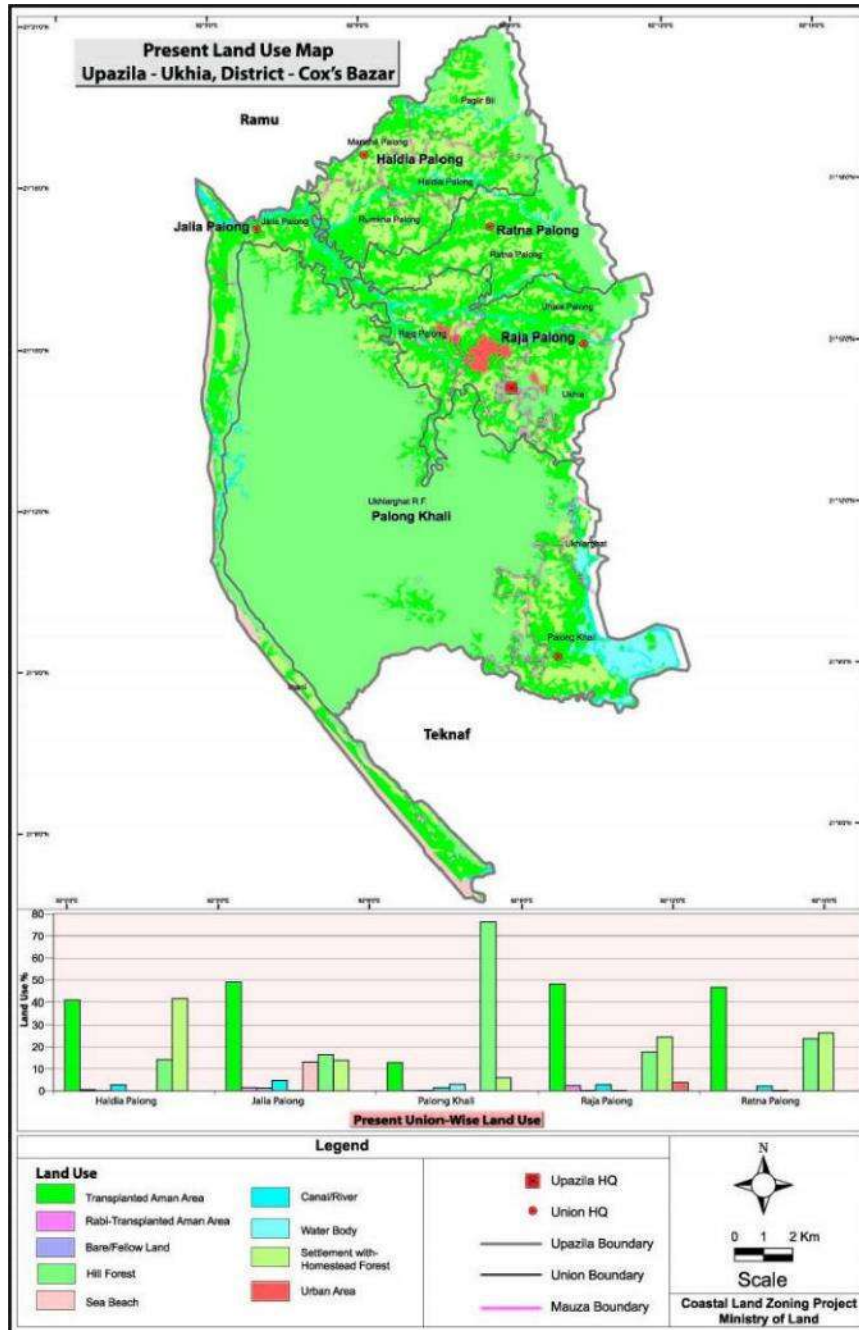 Present Land Use Map
Upazila - Ukhia, District - Cox's Bazar
Ramu
Paglir Bil
Maricha Palong
Haldia Palong
Haldia Palong
Jalia Palong
Jalia Palong
Rumkha Palong
Ratna Palong
Ratna Palong
Raja Palong
Raja Palong
Ukhia
Ukhiarghat R.F.
Palong Khali
Ukhiarghat
Palong Khali
Inani
Teknaf
Land Use %
80
70
60
50
40
30
20
10
0
Haldia Palong
Jalia Palong
Palong Khali
Raja Palong
Ratna Palong
Present Union-Wise Land Use
Legend
Land Use
Transplanted Aman Area
Rabi-Transplanted Aman Area
Bare/Fellow Land
Hill Forest
Sea Beach
Canal/River
Water Body
Settlement with-
Homestead Forest
Urban Area
Upazila HQ
Union HQ
Upazila Boundary
Union Boundary
Mauza Boundary
N
0 1 2 Km
Scale
Coastal Land Zoning Project
Ministry of Land